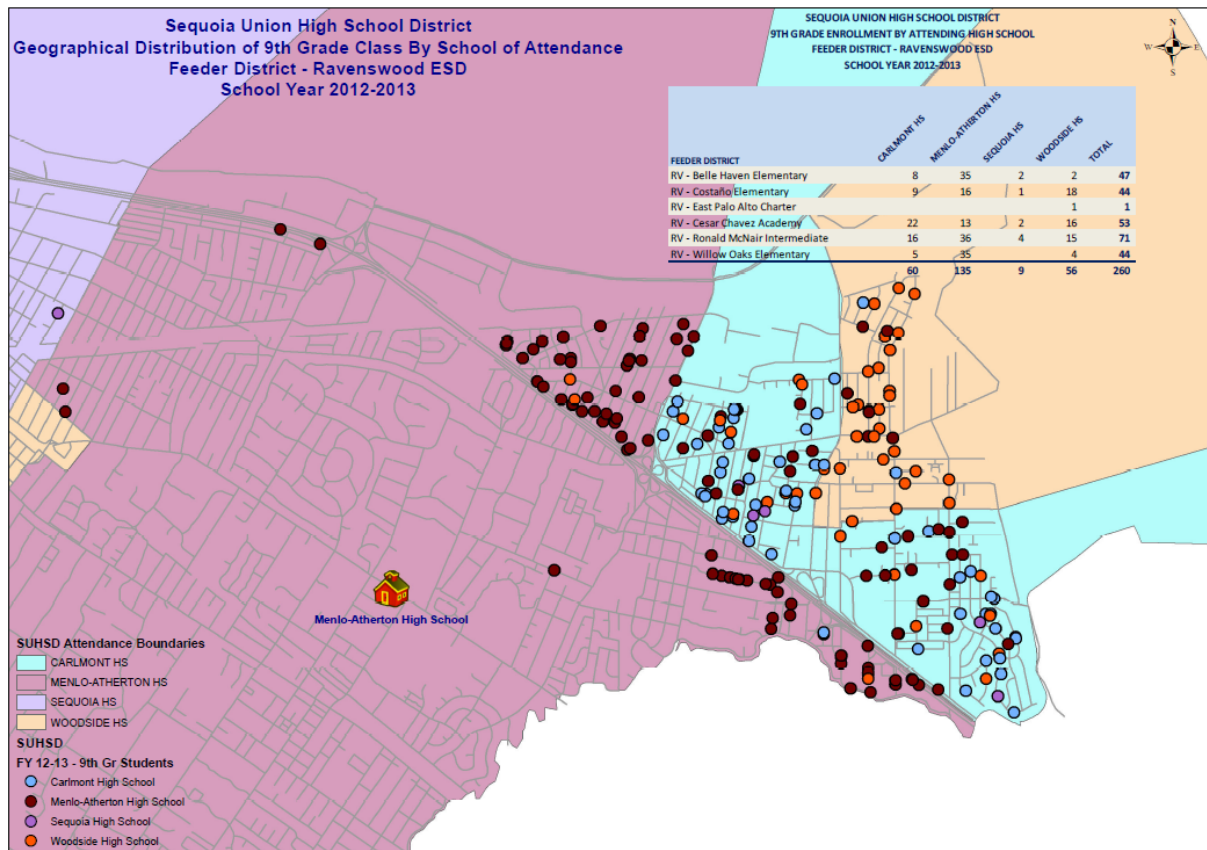 Sequoia Union High School District
Geographical Distribution of 9th Grade Class By School of Attendance
Feeder District - Ravenswood ESD
School Year 2012-2013
SEQUOIA UNION HIGH SCHOOL DISTRICT
9TH GRADE ENROLLMENT BY ATTENDING HIGH SCHOOL
FEEDER DISTRICT - RAVENSWOOD ESD
SCHOOL YEAR 2012-2013
N
W E
S
FEEDER DISTRICT CARLMONT HS MENLO-ATHERTON HS SEQUOIA HS WOODSIDE HS TOTAL
RV - Belle Haven Elementary 8 35 2 2 47
RV - Costaño Elementary 9 16 1 18 44
RV - East Palo Alto Charter 1 1
RV - Cesar Chavez Academy 22 13 2 16 53
RV - Ronald McNair Intermediate 16 36 4 15 71
RV - Willow Oaks Elementary 5 35 4 44
60 135 9 56 260
Menlo-Atherton High School
SUHSD Attendance Boundaries
CARLMONT HS
MENLO-ATHERTON HS
SEQUOIA HS
WOODSIDE HS
SUHSD
FY 12-13 - 9th Gr Students
Carlmont High School
Menlo-Atherton High School
Sequoia High School
Woodside High School